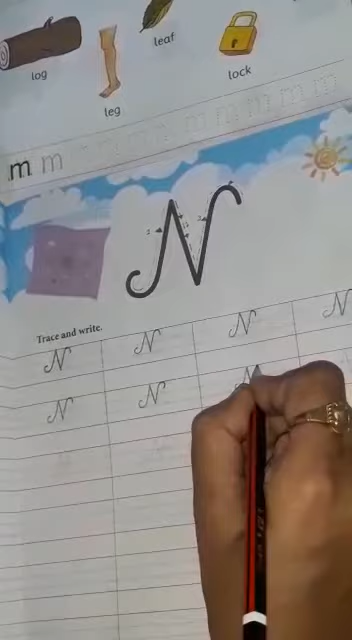 leaf
log lock
leg
m m m m m m m m m
N
Trace and write.
N N N N
N N N